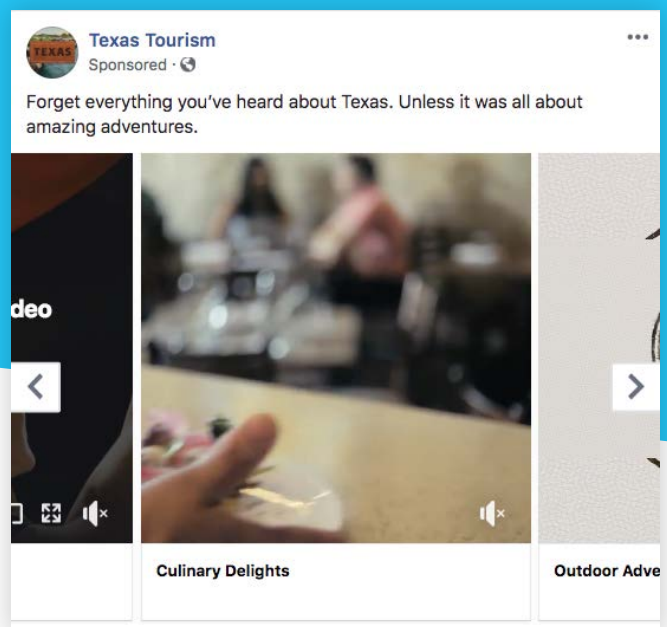 TEXAS
Texas Tourism
Sponsored ·
Forget everything you've heard about Texas. Unless it was all about
amazing adventures.
deo
Culinary Delights
Outdoor Adve